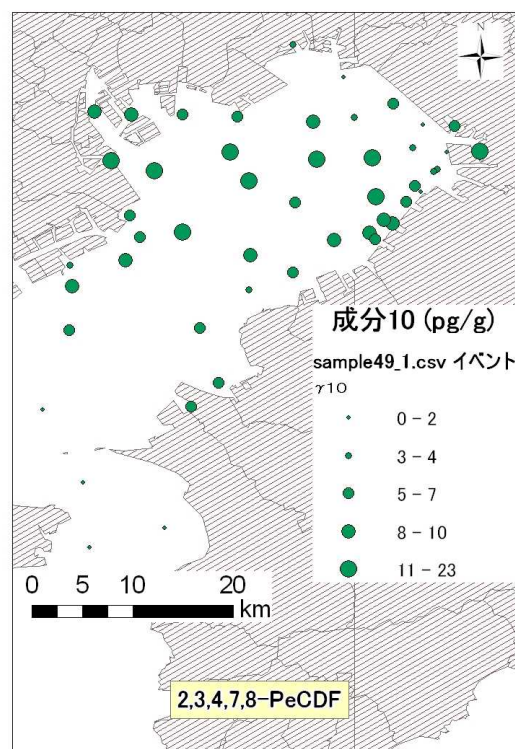 N
成分10 (pg/g)
sample49_1.csv イベント
γ10
0 - 2
3 - 4
5 - 7
8 - 10
11 - 23
0 5 10 20
km
2,3,4,7,8-PeCDF